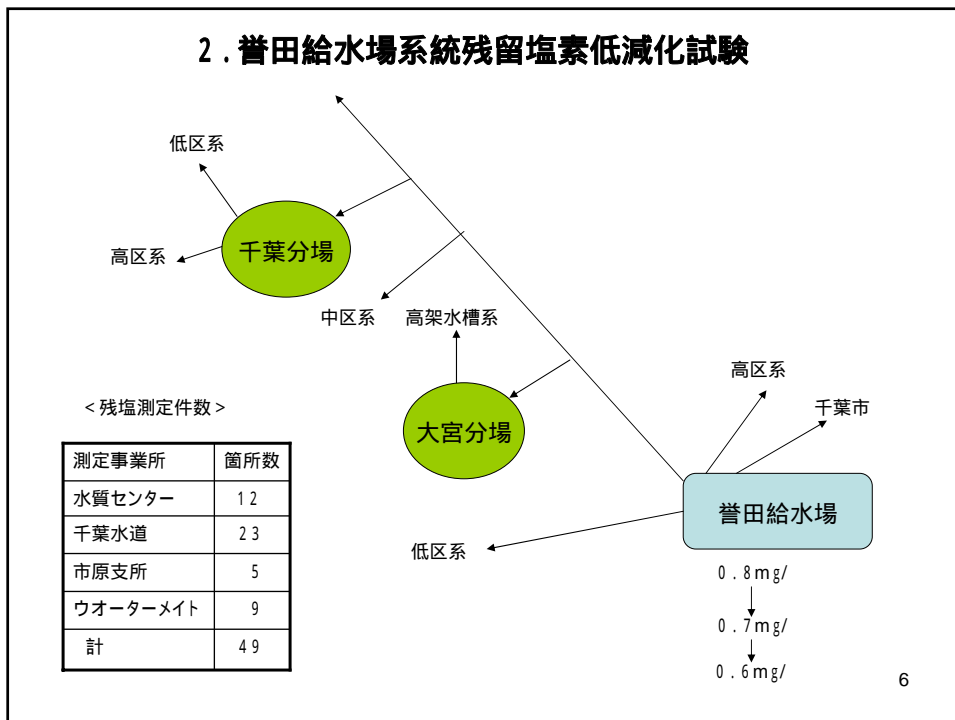 ２．誉田給水場系統残留塩素低減化試験
低区系
千葉分場
高区系
中区系
高架水槽系
大宮分場
高区系
千葉市
誉田給水場
低区系
０．８mg/
０．７mg/
０．６mg/
＜残塩測定件数＞
測定事業所 箇所数
水質センター １２
千葉水道 ２３
市原支所 ５
ウオーターメイト ９
計 ４９
6